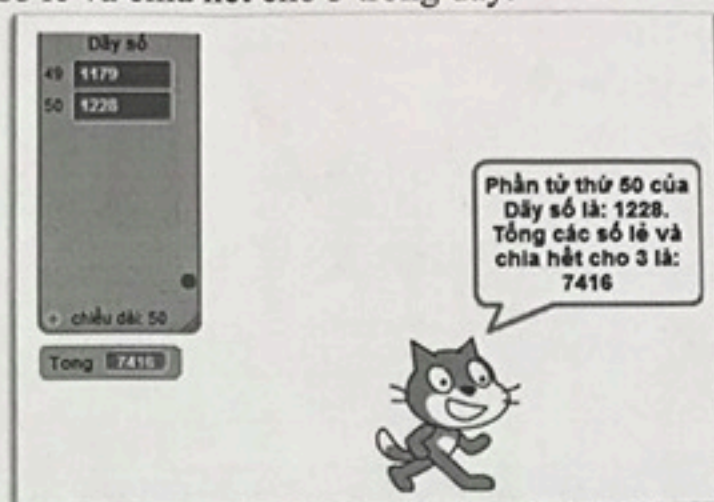 Dãy số
49 1179
50 1228
+ chiều dài: 50
Tong 7416
Phần tử thứ 50 của
Dãy số là: 1228.
Tổng các số lẻ và
chia hết cho 3 là:
7416